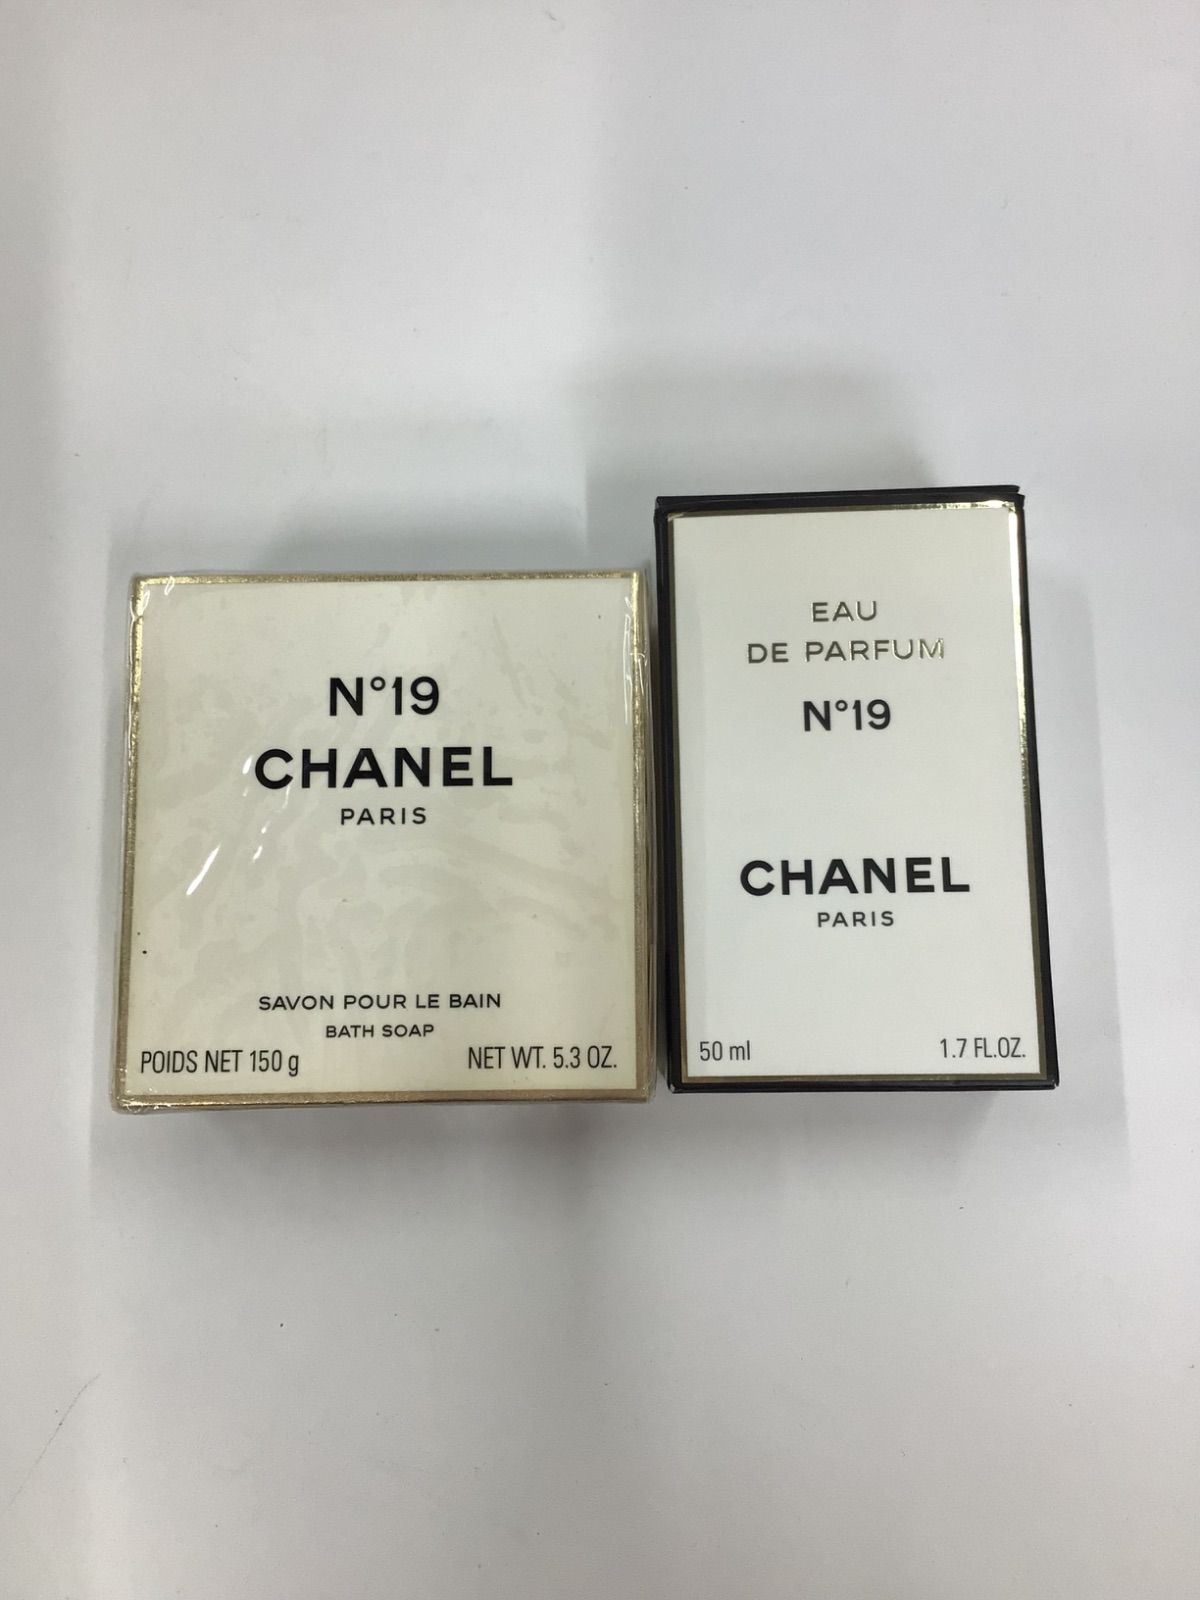 N°19
CHANEL
PARIS
SAVON POUR LE BAIN
BATH SOAP
POIDS NET 150 g
NET WT. 5.3 OZ.
EAU
DE PARFUM
N°19
CHANEL
PARIS
50 ml
1.7 FL.OZ.